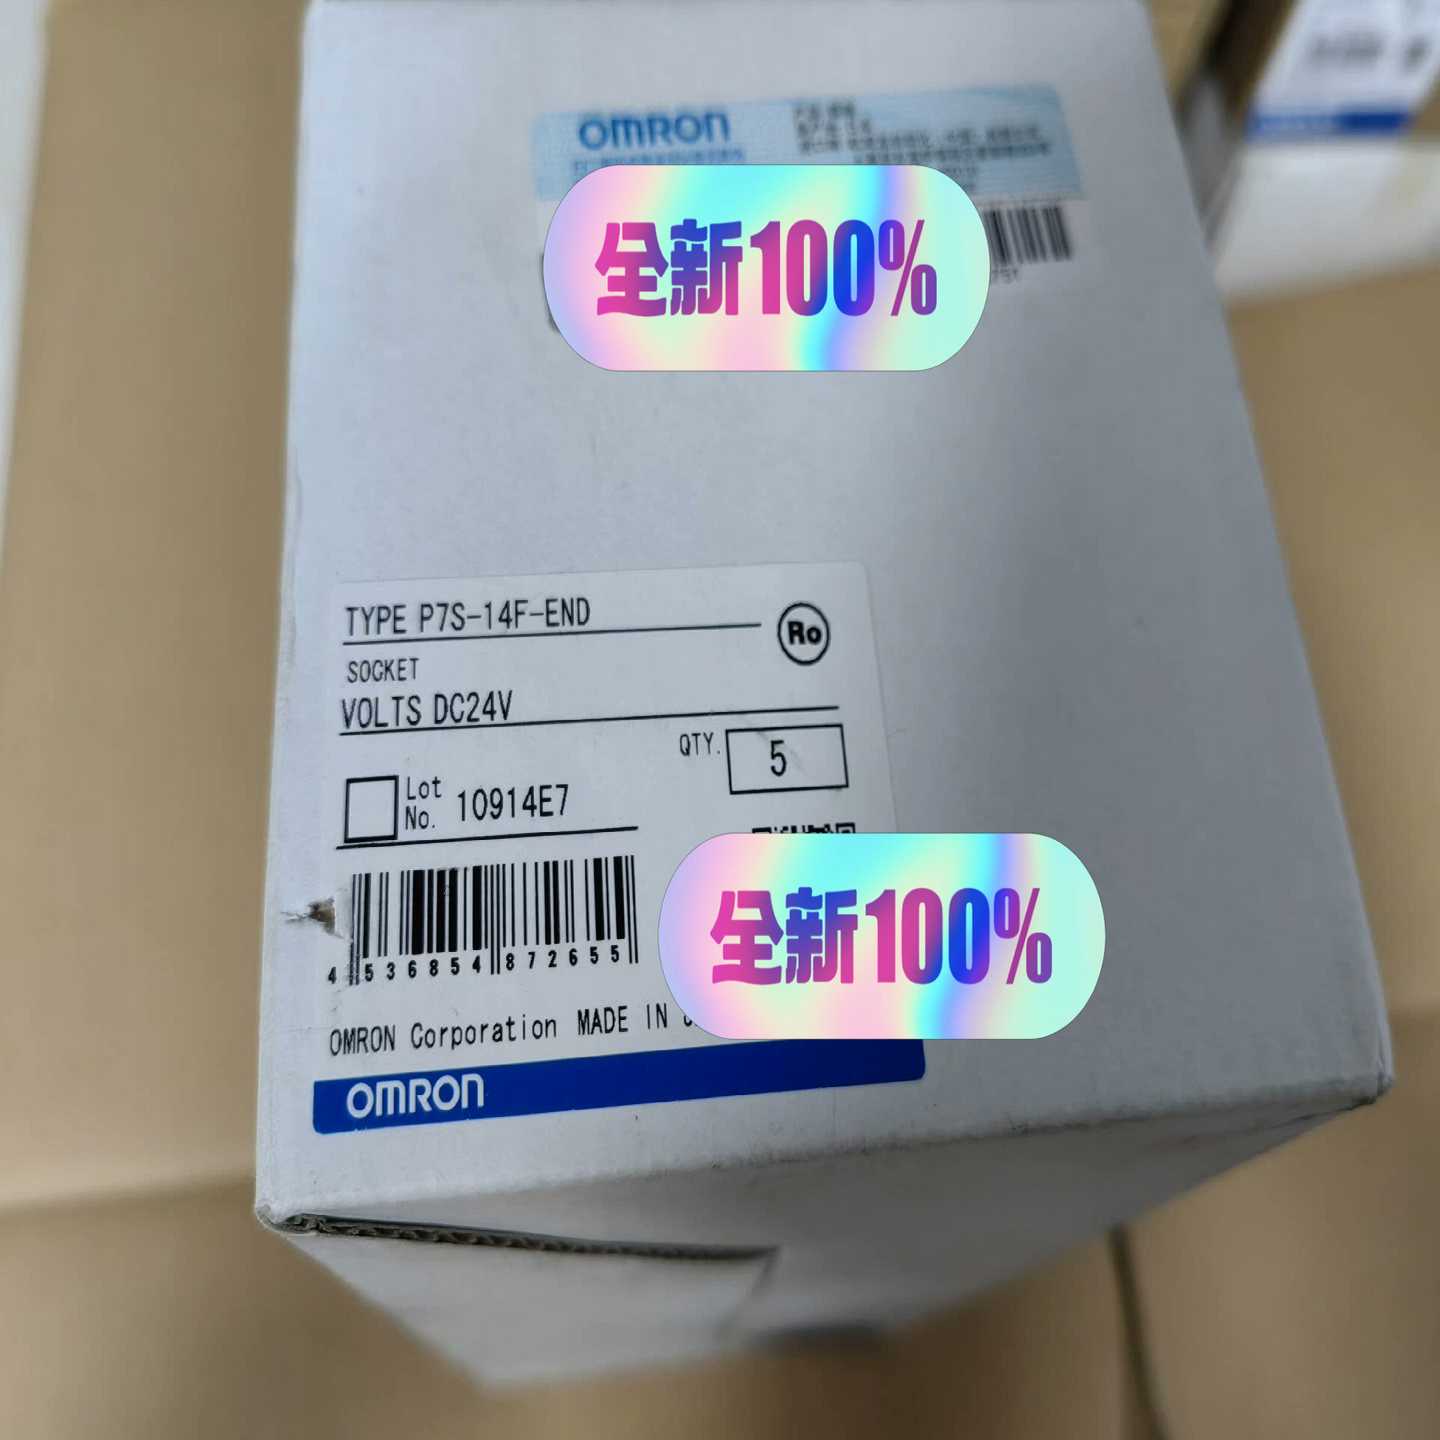 OMRON
全新100%
TYPE P7S-14F-END
Ro
SOCKET
VOLTS DC24V
QTY. 5
Lot No. 10914E7
全新100%
4 536854 872655
OMRON Corporation MADE IN
OMRON